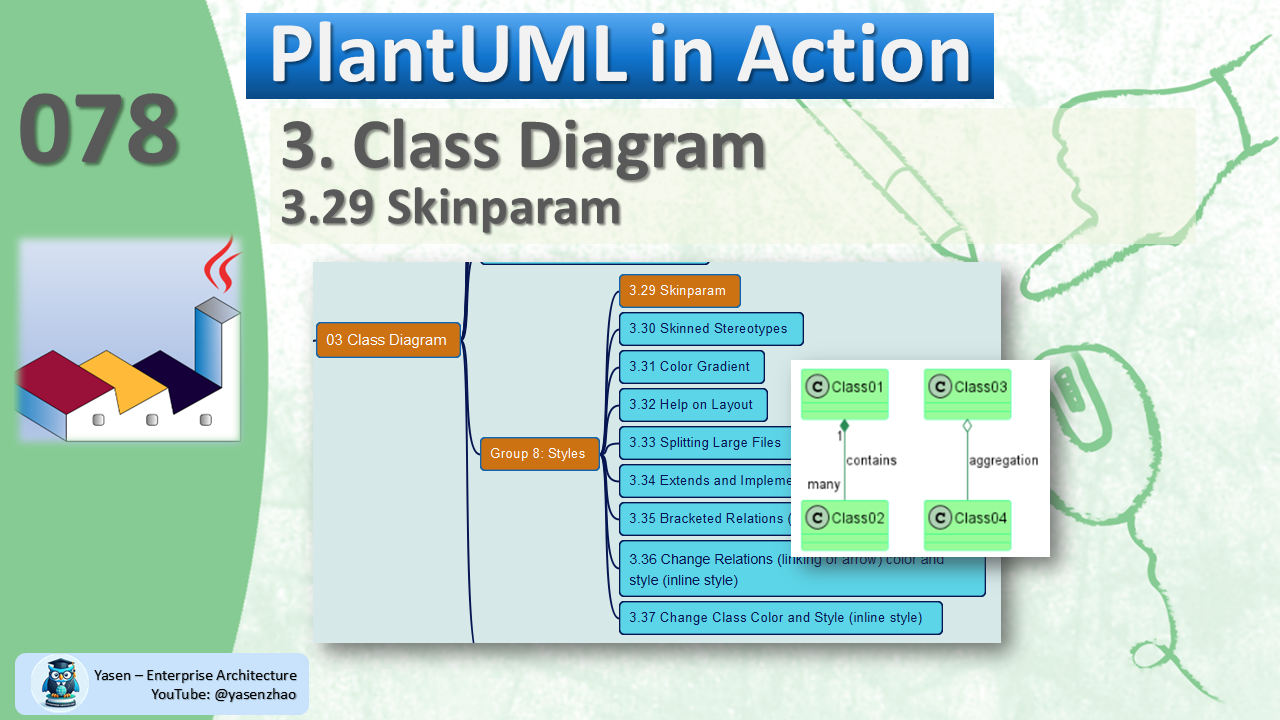 PlantUML in Action
078
3. Class Diagram
3.29 Skinparam
03 Class Diagram
Group 8: Styles
3.29 Skinparam
3.30 Skinned Stereotypes
3.31 Color Gradient
3.32 Help on Layout
3.33 Splitting Large Files
3.34 Extends and
3.35 Bracketed Relations (
3.36 Change Relations (linking or arrow) color and
style (inline style)
3.37 Change Class Color and Style (inline style)
C Class01
C Class03
1
contains
aggregation
many
C Class02
C Class04
Yasen – Enterprise Architecture
YouTube: @yasenzhao